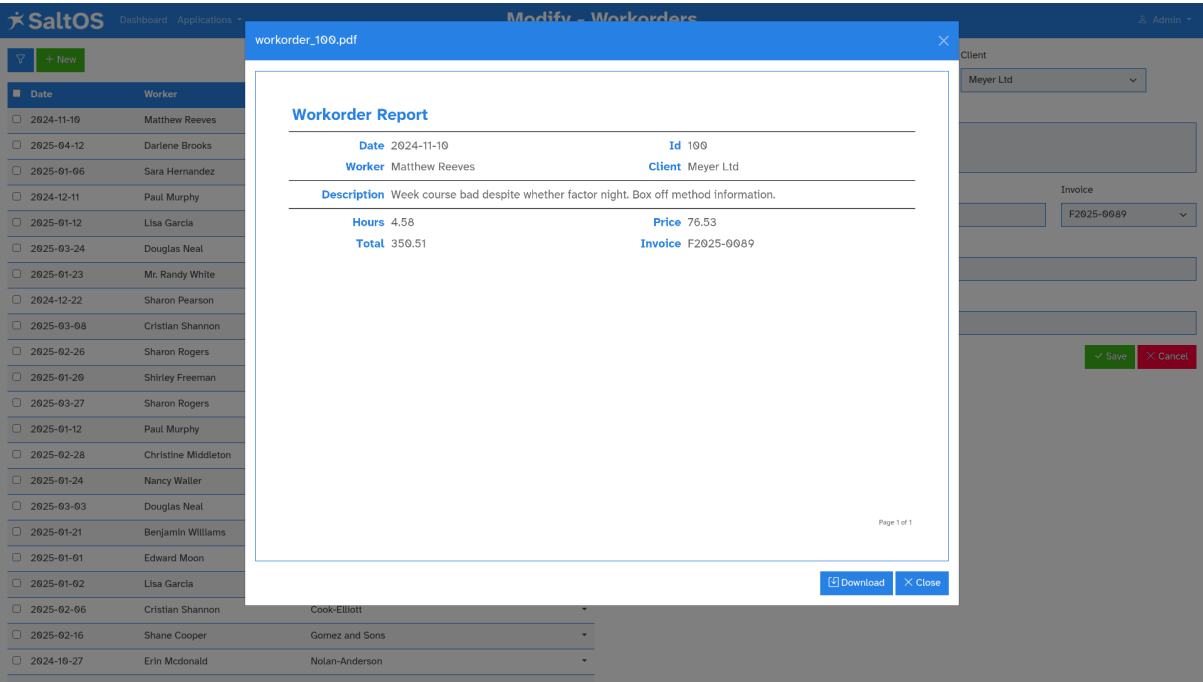 SaltOS Dashboard Applications Modify - Workorders Admin
workorder_100.pdf
New
Client
Meyer Ltd
Date Worker
2024-11-10 Matthew Reeves
2025-04-12 Darlene Brooks
2025-01-06 Sara Hernandez
2024-12-11 Paul Murphy
2025-01-12 Lisa Garcia
2025-03-24 Douglas Neal
2025-01-23 Mr. Randy White
2024-12-22 Sharon Pearson
2025-03-08 Cristian Shannon
2025-02-26 Sharon Rogers
2025-01-20 Shirley Freeman
2025-03-27 Sharon Rogers
2025-01-12 Paul Murphy
2025-02-28 Christine Middleton
2025-01-24 Nancy Waller
2025-03-03 Douglas Neal
2025-01-21 Benjamin Williams
2025-01-01 Edward Moon
2025-01-02 Lisa Garcia
2025-02-06 Cristian Shannon Cook-Elliott
2025-02-16 Shane Cooper Gomez and Sons
2024-10-27 Erin Mcdonald Nolan-Anderson
Workorder Report
Date 2024-11-10 Id 100
Worker Matthew Reeves Client Meyer Ltd
Description Week course bad despite whether factor night. Box off method information.
Hours 4.58 Price 76.53
Total 350.51 Invoice F2025-0089
Page 1 of 1
Download Close
Invoice
F2025-0089
Save Cancel